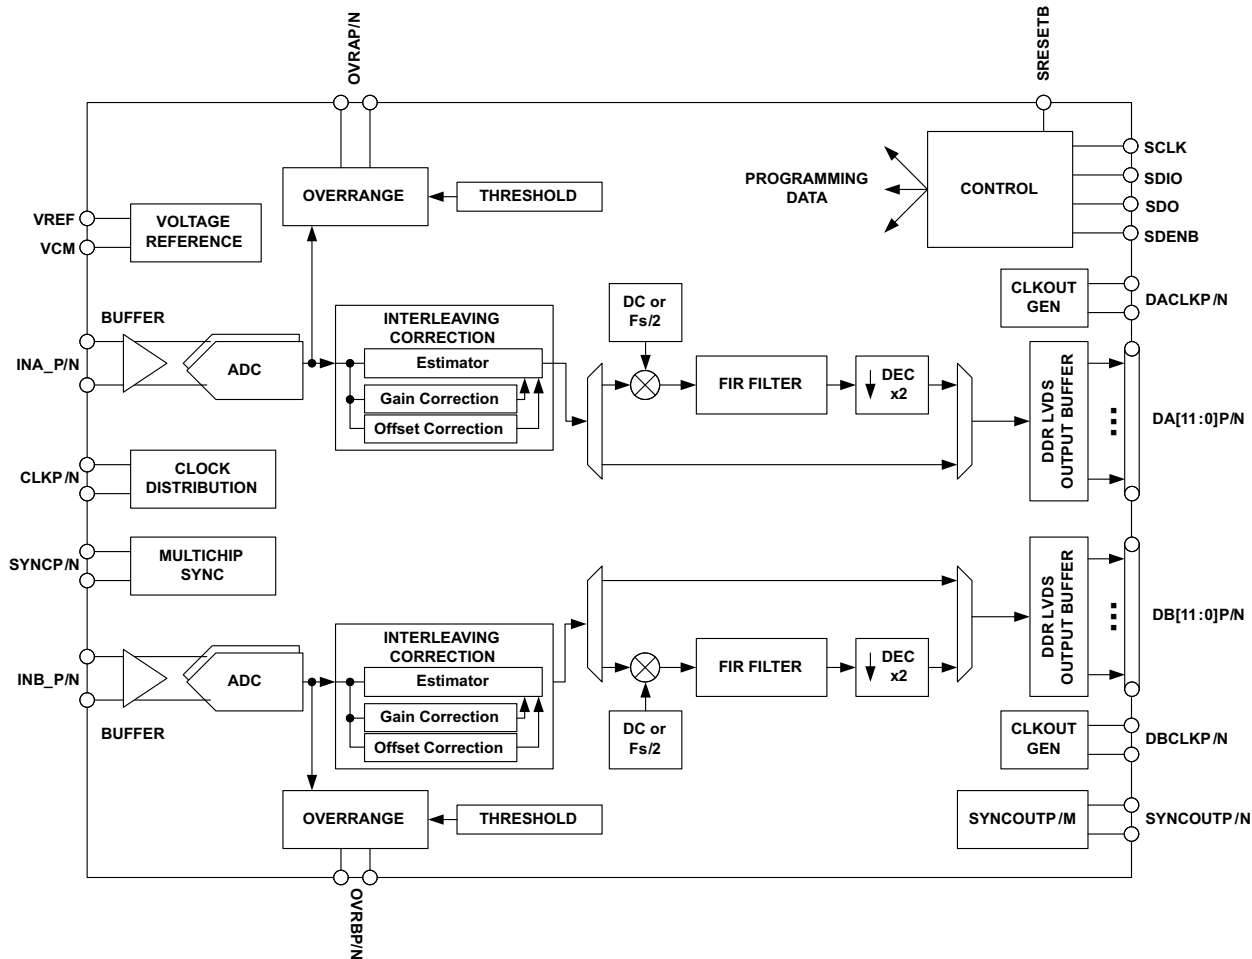 OVRAP/N
SRESETB
OVERRANGE
THRESHOLD
PROGRAMMING
DATA
CONTROL
SCLK
SDIO
SDO
SDENB
VREF
VCM
VOLTAGE
REFERENCE
CLKOUT
GEN
DACLKP/N
BUFFER
INA_P/N
ADC
INTERLEAVING
CORRECTION
Estimator
Gain Correction
Offset Correction
DC or
Fs/2
FIR FILTER
DEC
x2
DDR LVDS
OUTPUT BUFFER
DA[11:0]P/N
CLKP/N
CLOCK
DISTRIBUTION
SYNCP/N
MULTICHIP
SYNC
DDR LVDS
OUTPUT BUFFER
DB[11:0]P/N
INB_P/N
ADC
BUFFER
INTERLEAVING
CORRECTION
Estimator
Gain Correction
Offset Correction
FIR FILTER
DEC
x2
DC or
Fs/2
CLKOUT
GEN
DBCLKP/N
OVERRANGE
THRESHOLD
SYNCOUTP/M
SYNCOUTP/N
OVRBP/N